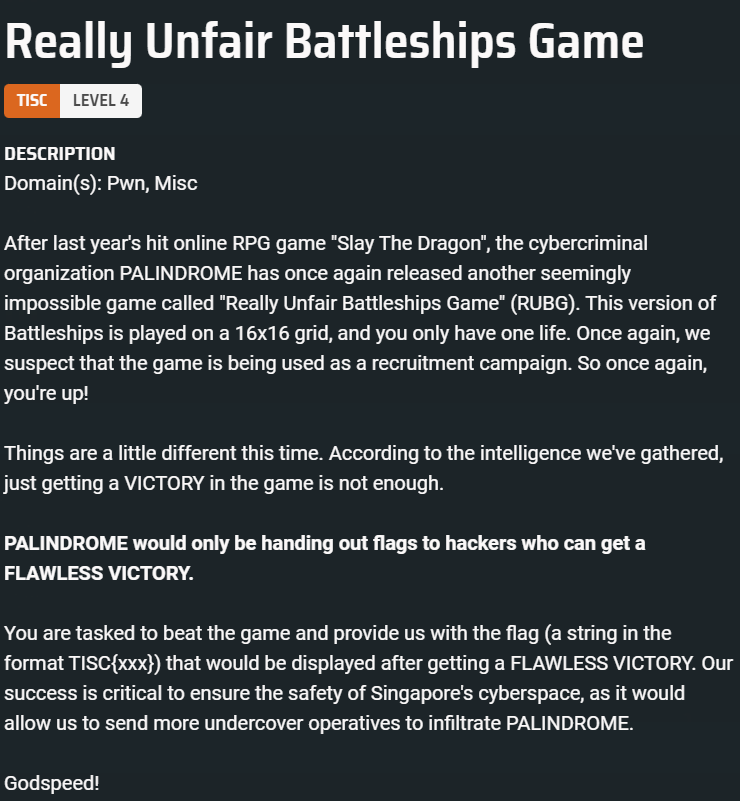 Really Unfair Battleships Game
TISC LEVEL 4
DESCRIPTION
Domain(s): Pwn, Misc
After last year's hit online RPG game "Slay The Dragon", the cybercriminal
organization PALINDROME has once again released another seemingly
impossible game called "Really Unfair Battleships Game" (RUBG). This version of
Battleships is played on a 16x16 grid, and you only have one life. Once again, we
suspect that the game is being used as a recruitment campaign. So once again,
you're up!
Things are a little different this time. According to the intelligence we've gathered,
just getting a VICTORY in the game is not enough.
PALINDROME would only be handing out flags to hackers who can get a
FLAWLESS VICTORY.
You are tasked to beat the game and provide us with the flag (a string in the
format TISC{xxx}) that would be displayed after getting a FLAWLESS VICTORY. Our
success is critical to ensure the safety of Singapore's cyberspace, as it would
allow us to send more undercover operatives to infiltrate PALINDROME.
Godspeed!